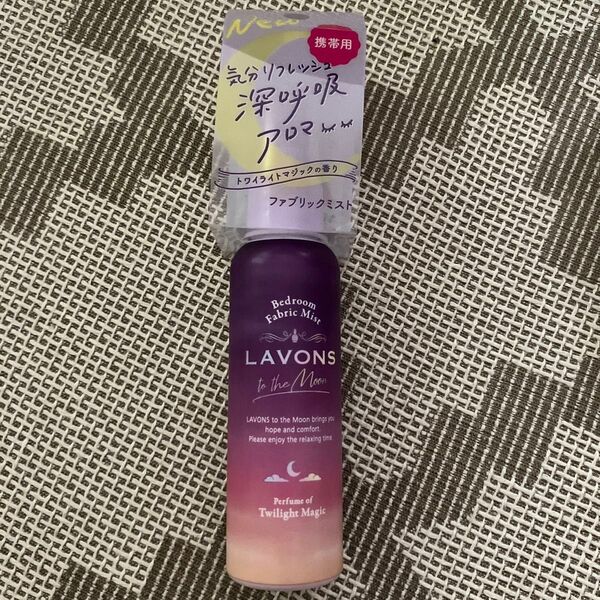 New
携帯用
気分リフレッシュ
深呼吸
アロマ
トワイライトマジックの香り
ファブリックミスト
Bedroom
Fabric Mist
LAVONS
to the Moon
LAVONS to the Moon brings you
hope and comfort.
Please enjoy the relaxing time.
Perfume of
Twilight Magic